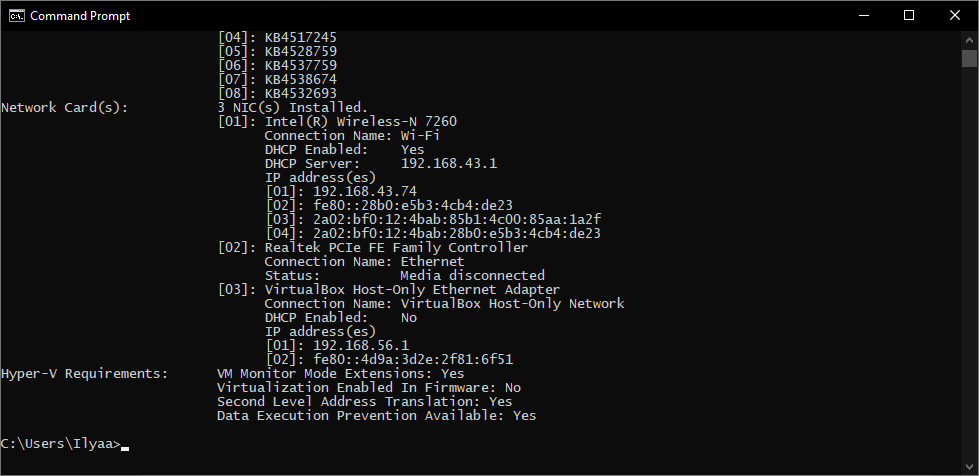 Command Prompt
[04]: KB4517245
[05]: KB4528759
[06]: KB4537759
[07]: KB4538674
[08]: KB4532693
Network Card(s): 3 NIC(s) Installed.
[01]: Intel(R) Wireless-N 7260
Connection Name: Wi-Fi
DHCP Enabled: Yes
DHCP Server: 192.168.43.1
IP address(es)
[01]: 192.168.43.74
[02]: fe80::28b0:e5b3:4cb4:de23
[03]: 2a02:bf0:12:4bab:85b1:4c00:85aa:1a2f
[04]: 2a02:bf0:12:4bab:28b0:e5b3:4cb4:de23
[02]: Realtek PCIe FE Family Controller
Connection Name: Ethernet
Status: Media disconnected
[03]: VirtualBox Host-Only Ethernet Adapter
Connection Name: VirtualBox Host-Only Network
DHCP Enabled: No
IP address(es)
[01]: 192.168.56.1
[02]: fe80::4d9a:3d2e:2f81:6f51
Hyper-V Requirements: VM Monitor Mode Extensions: Yes
Virtualization Enabled In Firmware: No
Second Level Address Translation: Yes
Data Execution Prevention Available: Yes
C:\Users\Ilyaa>